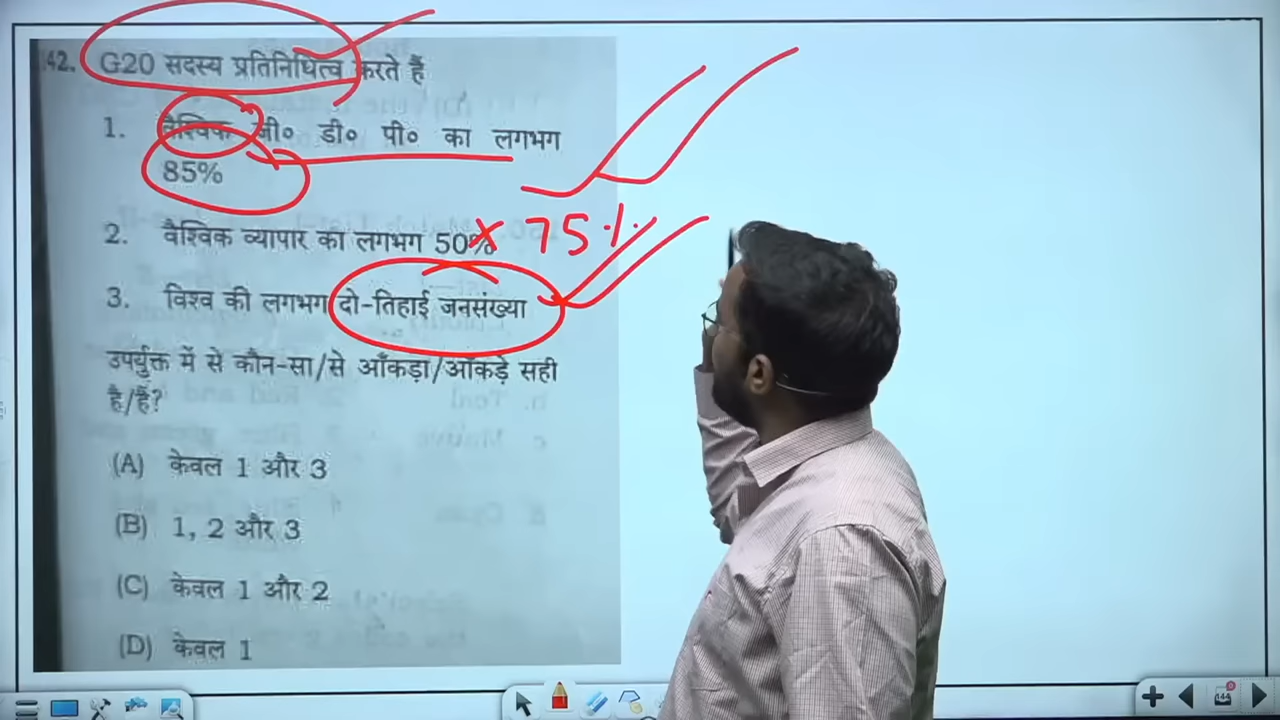 42. G20 सदस्य प्रतिनिधित्व करते हैं
1. वैश्विक जी० डी० पी० का लगभग
85%
2. वैश्विक व्यापार का लगभग 50% × 75%
3. विश्व की लगभग दो-तिहाई जनसंख्या
उपर्युक्त में से कौन-सा/से आँकड़ा/आँकड़े सही
है/हैं?
(A) केवल 1 और 3
(B) 1, 2 और 3
(C) केवल 1 और 2
(D) केवल 1
144